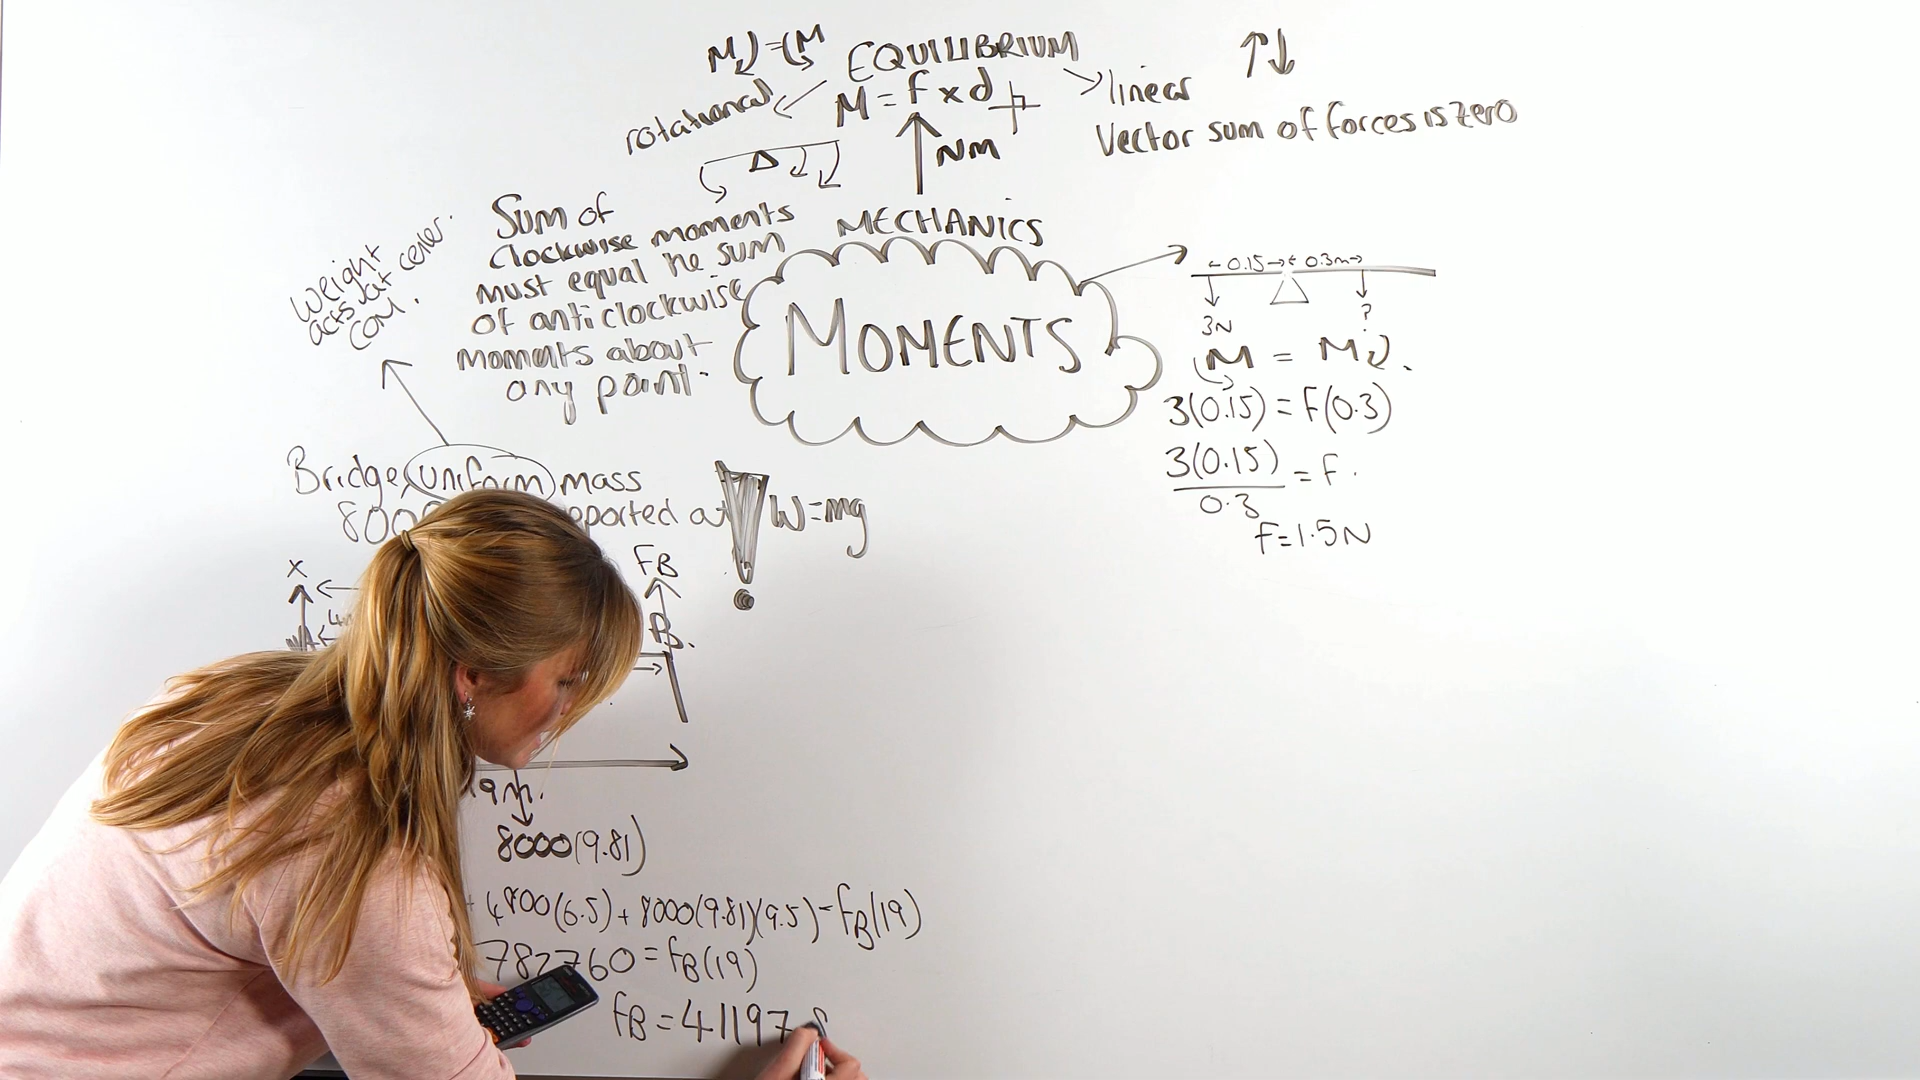 M = M
EQUILIBRIUM
M = F x d
rotational
linear
Vector sum of forces is zero
Nm
MECHANICS
MOMENTS
Sum of
clockwise moments
must equal the sum
of anticlockwise
moments about
any point.
weight
acts at center
COM.
Bridge, uniform mass
800 at
W=mg
X
FB
B.
19m.
8000(9.81)
+ 4800(6.5) + 8000(9.81)(9.5) = FB(19)
782760 = FB(19)
FB = 41197
0.15 0.3m
3N ?
M = M
3(0.15) = F(0.3)
3(0.15) = F.
0.3
F=1.5N